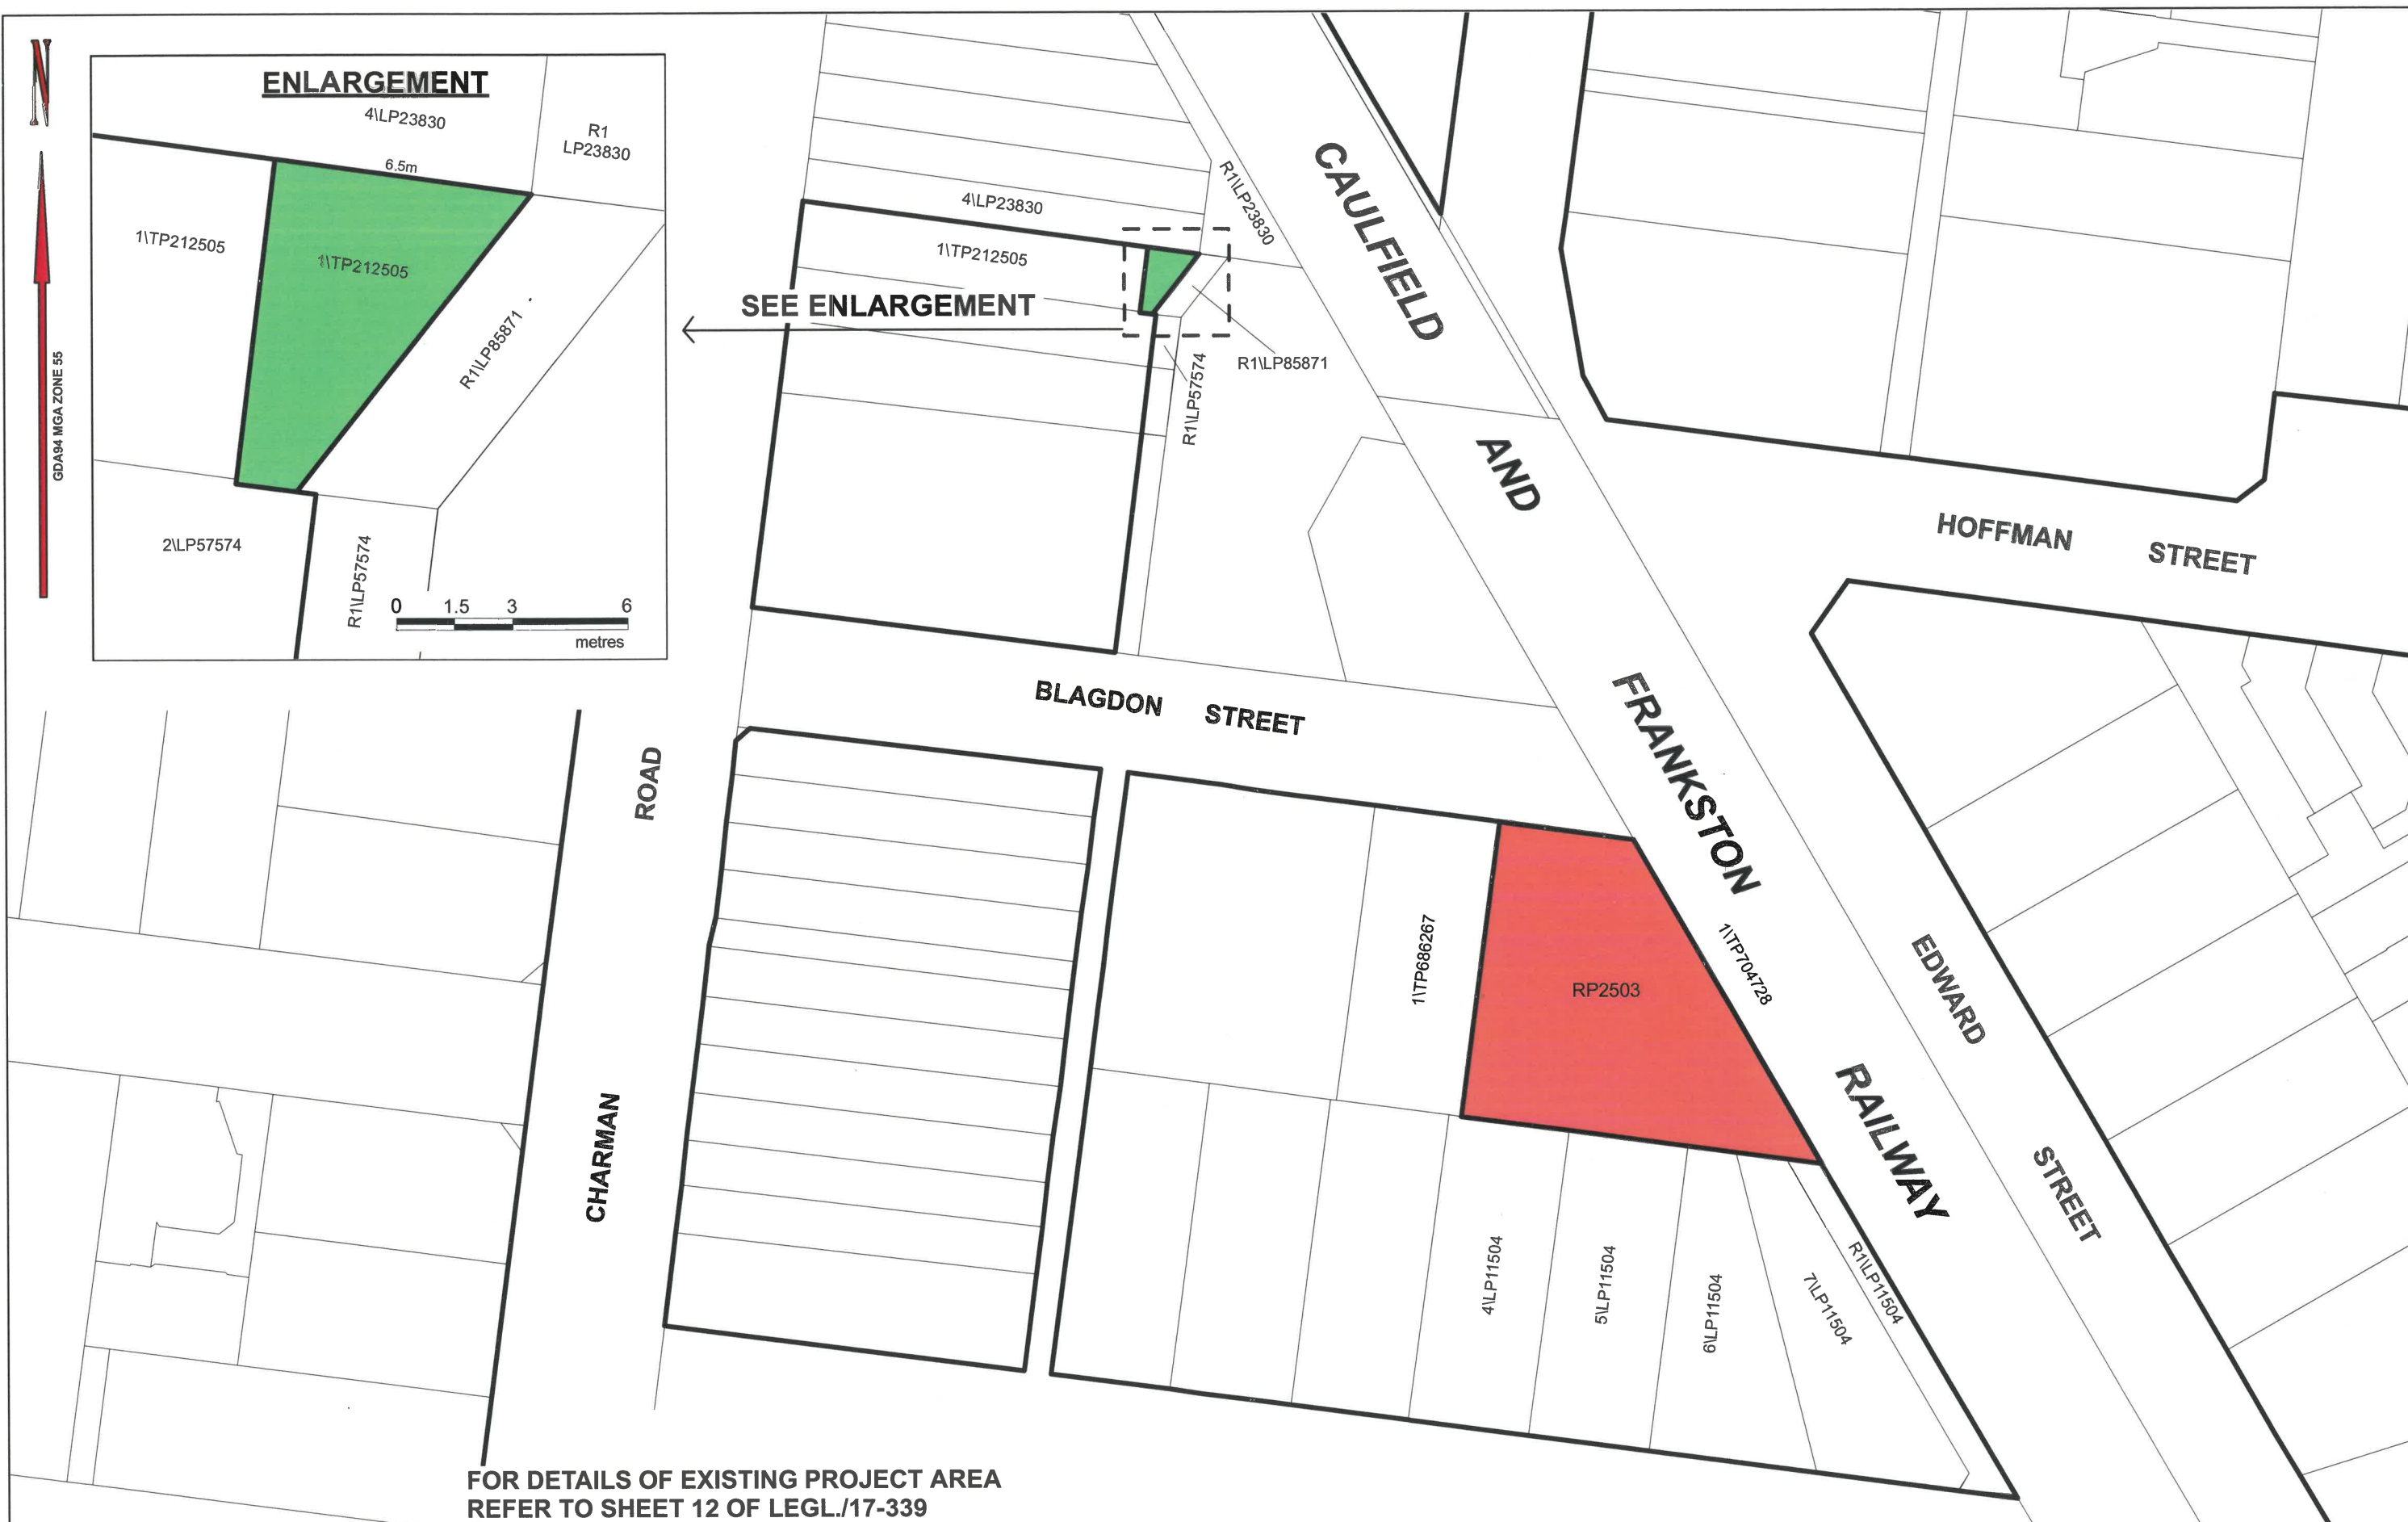 N
GDA94 MGA ZONE 55
ENLARGEMENT
4\LP23830
R1
LP23830
6.5m
1\TP212505
1\TP212505
R1\LP85871
2\LP57574
R1\LP57574
0 1.5 3 6
metres
4\LP23830
R1\LP23830
1\TP212505
SEE ENLARGEMENT
R1\LP85871
R1\LP57574
CAULFIELD
AND
FRANKSTON
RAILWAY
HOFFMAN STREET
BLAGDON STREET
CHARMAN ROAD
EDWARD STREET
1\TP686267
RP2503
1\TP704728
4\LP11504
5\LP11504
6\LP11504
7\LP11504
R1\LP11504
FOR DETAILS OF EXISTING PROJECT AREA
REFER TO SHEET 12 OF LEGL./17-339